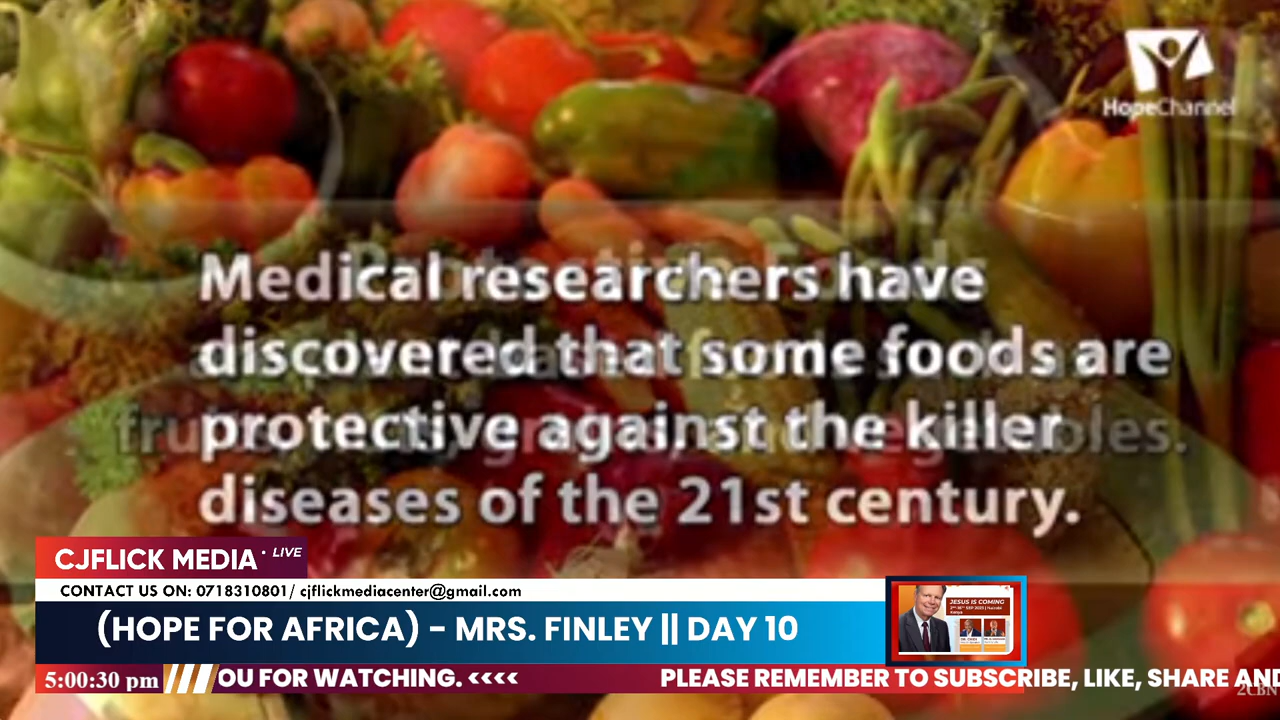 HopeChannel
Medical researchers have
discovered that some foods are
protective against the killer
diseases of the 21st century.
CJFLICK MEDIA • LIVE
CONTACT US ON: 0718310801/ cjflickmediacenter@gmail.com
(HOPE FOR AFRICA) - MRS. FINLEY || DAY 10
JESUS IS COMING
5:00:30 pm
OU FOR WATCHING. <<<<
PLEASE REMEMBER TO SUBSCRIBE, LIKE, SHARE AND
2CBN